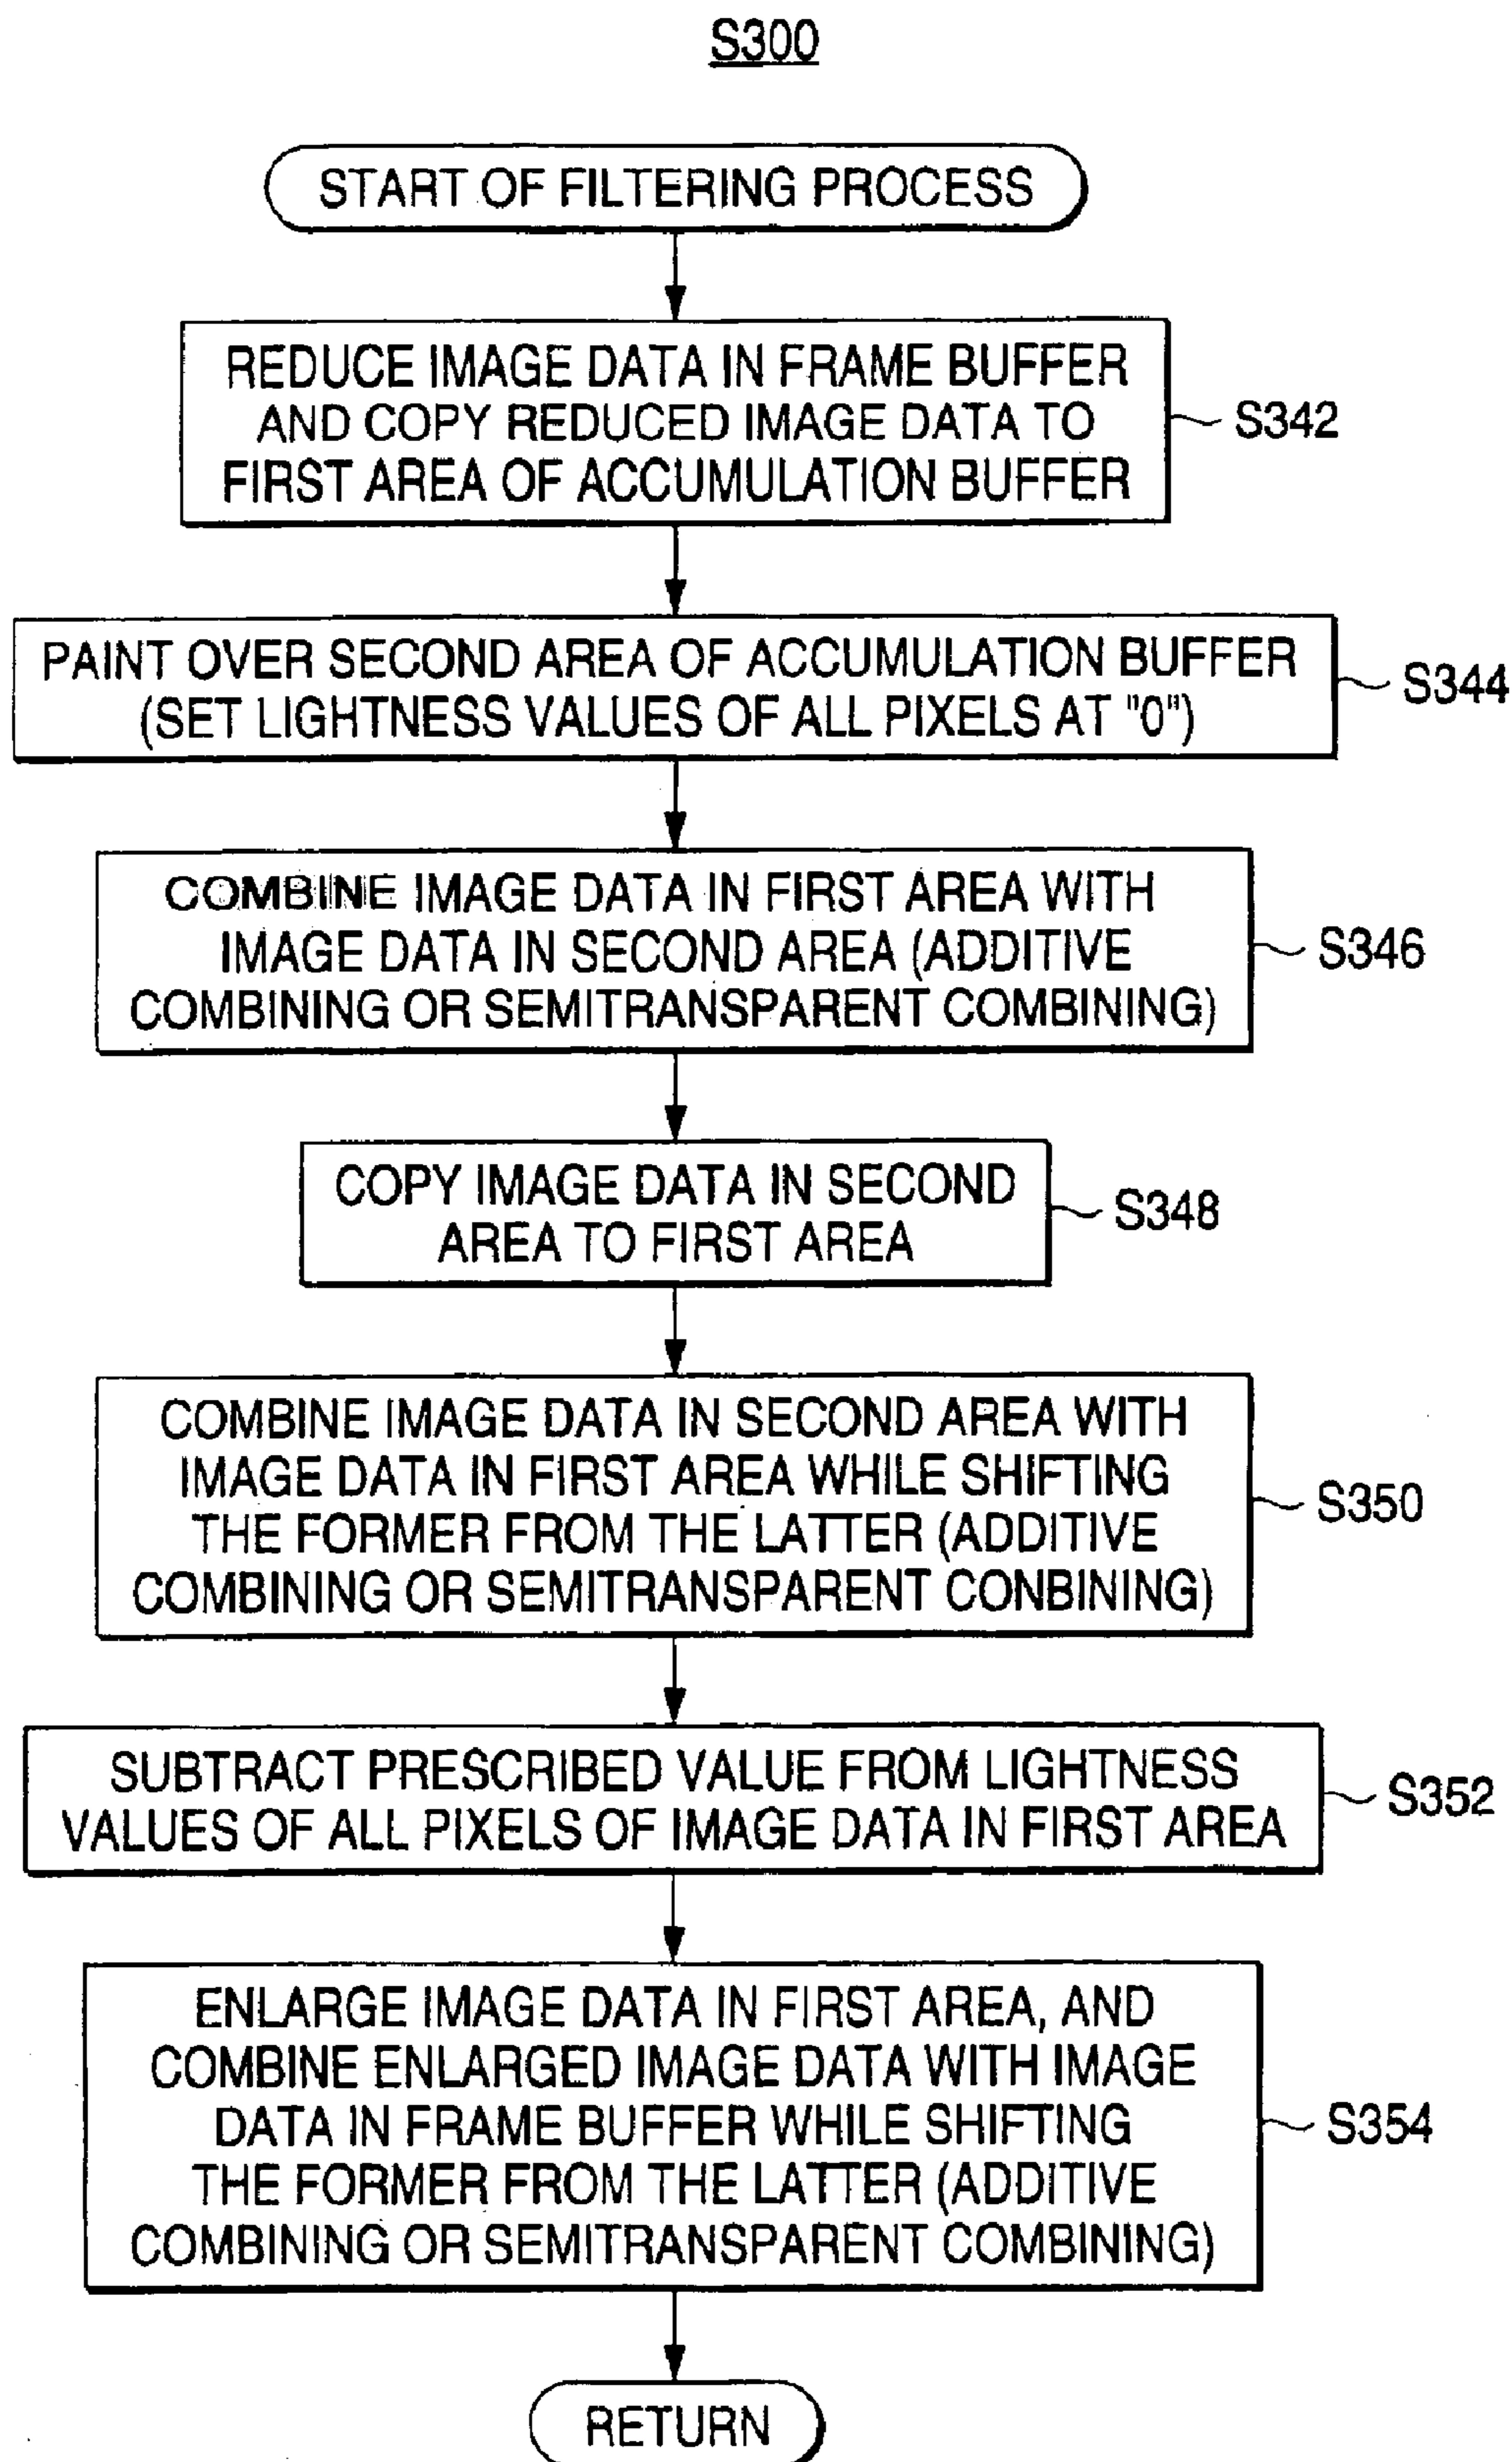 S300
START OF FILTERING PROCESS
REDUCE IMAGE DATA IN FRAME BUFFER
AND COPY REDUCED IMAGE DATA TO
FIRST AREA OF ACCUMULATION BUFFER
S342
PAINT OVER SECOND AREA OF ACCUMULATION BUFFER
(SET LIGHTNESS VALUES OF ALL PIXELS AT "0")
S344
COMBINE IMAGE DATA IN FIRST AREA WITH
IMAGE DATA IN SECOND AREA (ADDITIVE
COMBINING OR SEMITRANSPARENT COMBINING)
S346
COPY IMAGE DATA IN SECOND
AREA TO FIRST AREA
S348
COMBINE IMAGE DATA IN SECOND AREA WITH
IMAGE DATA IN FIRST AREA WHILE SHIFTING
THE FORMER FROM THE LATTER (ADDITIVE
COMBINING OR SEMITRANSPARENT CONBINING)
S350
SUBTRACT PRESCRIBED VALUE FROM LIGHTNESS
VALUES OF ALL PIXELS OF IMAGE DATA IN FIRST AREA
S352
ENLARGE IMAGE DATA IN FIRST AREA, AND
COMBINE ENLARGED IMAGE DATA WITH IMAGE
DATA IN FRAME BUFFER WHILE SHIFTING
THE FORMER FROM THE LATTER (ADDITIVE
COMBINING OR SEMITRANSPARENT COMBINING)
S354
RETURN